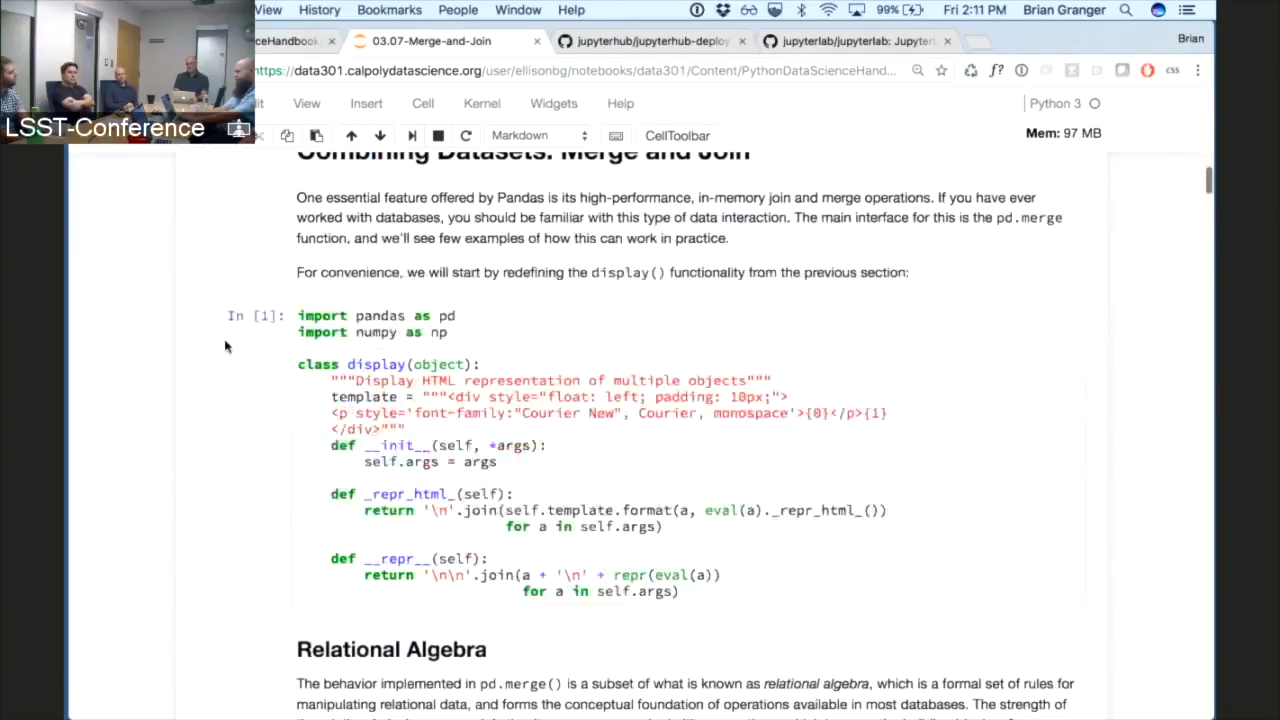 View History Bookmarks People Window Help 99% Fri 2:11 PM Brian Granger
ceHandbook 03.07-Merge-and-Join jupyterhub/jupyterhub-deploy jupyterlab/jupyterlab: Jupyter Brian
https://data301.calpolydatascience.org/user/ellisonbg/notebooks/data301/Content/PythonDataScienceHand... f? css
it View Insert Cell Kernel Widgets Help Python 3
LSST-Conference
Markdown CellToolbar Mem: 97 MB
Combining Datasets: Merge and Join
One essential feature offered by Pandas is its high-performance, in-memory join and merge operations. If you have ever
worked with databases, you should be familiar with this type of data interaction. The main interface for this is the pd.merge
function, and we'll see few examples of how this can work in practice.
For convenience, we will start by redefining the display() functionality from the previous section:
In [1]: import pandas as pd
import numpy as np
class display(object):
"""Display HTML representation of multiple objects"""
template = """<div style="float: left; padding: 10px;">
<p style='font-family:"Courier New", Courier, monospace'>{0}</p>{1}
</div>"""
def __init__(self, *args):
self.args = args
def _repr_html_(self):
return '\n'.join(self.template.format(a, eval(a)._repr_html_())
for a in self.args)
def __repr__(self):
return '\n\n'.join(a + '\n' + repr(eval(a))
for a in self.args)
Relational Algebra
The behavior implemented in pd.merge() is a subset of what is known as relational algebra, which is a formal set of rules for
manipulating relational data, and forms the conceptual foundation of operations available in most databases. The strength of